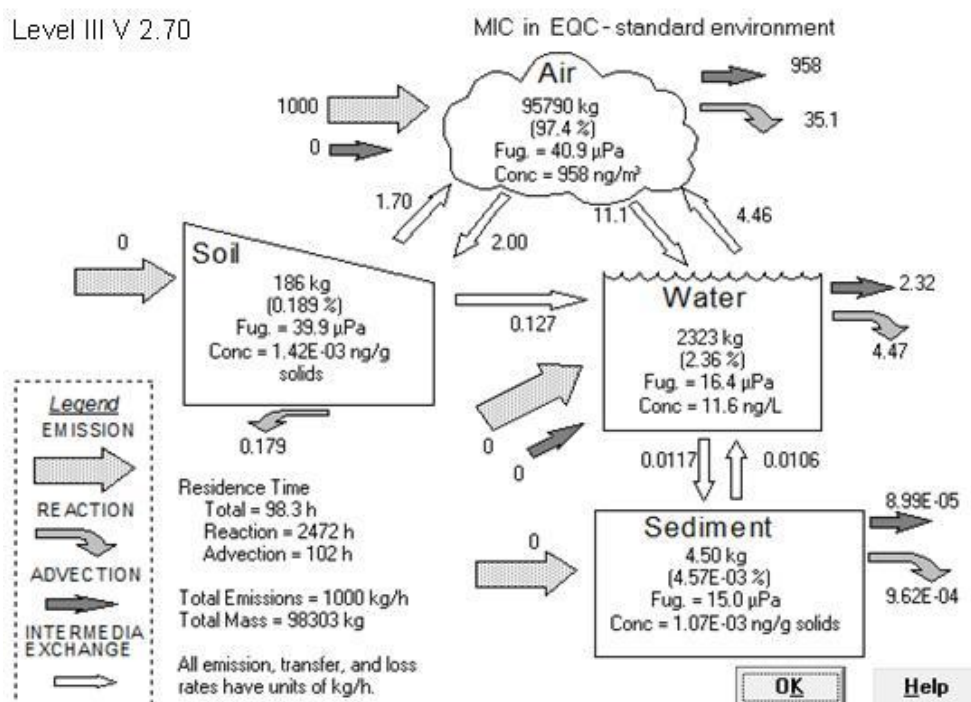 Level III V 2.70
MIC in EQC - standard environment
Air
95790 kg
(97.4 %)
Fug. = 40.9 µPa
Conc = 958 ng/m³
1000
0
958
35.1
1.70
2.00
11.1
4.46
0
Soil
186 kg
(0.189 %)
Fug. = 39.9 µPa
Conc = 1.42E-03 ng/g
solids
0.179
0.127
Water
2323 kg
(2.36 %)
Fug. = 16.4 µPa
Conc = 11.6 ng/L
2.32
4.47
0
0
0.0117
0.0106
Legend
EMISSION
REACTION
ADVECTION
INTERMEDIA
EXCHANGE
Residence Time
Total = 98.3 h
Reaction = 2472 h
Advection = 102 h
Total Emissions = 1000 kg/h
Total Mass = 98303 kg
All emission, transfer, and loss
rates have units of kg/h.
0
Sediment
4.50 kg
(4.57E-03 %)
Fug. = 15.0 µPa
Conc = 1.07E-03 ng/g solids
8.99E-05
9.62E-04
OK
Help